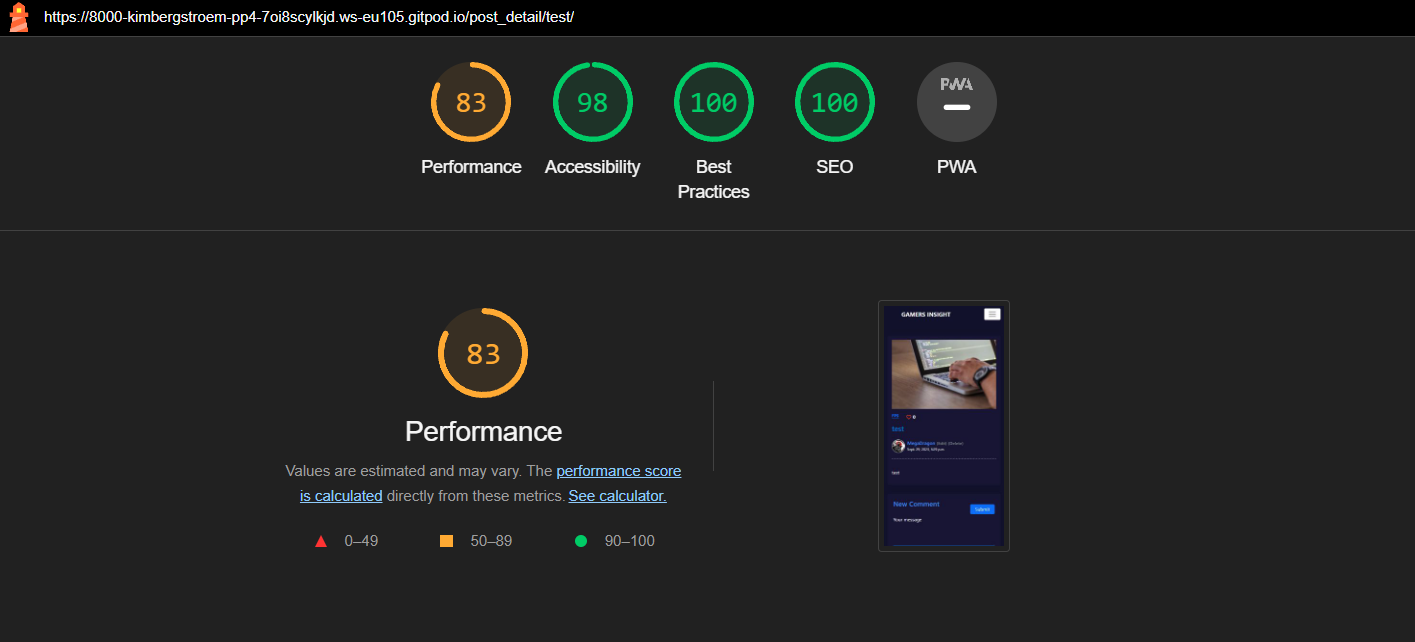 https://8000-kimbergstroem-pp4-7oi8scylkjd.ws-eu105.gitpod.io/post_detail/test/
83
98
100
100
PWA
Performance
Accessibility
Best
Practices
SEO
PWA
83
Performance
Values are estimated and may vary. The performance score
is calculated directly from these metrics. See calculator.
0–49
50–89
90–100
GAMERS INSIGHT
0
test
MegaDragon
test
New Comment
Submit
Your message